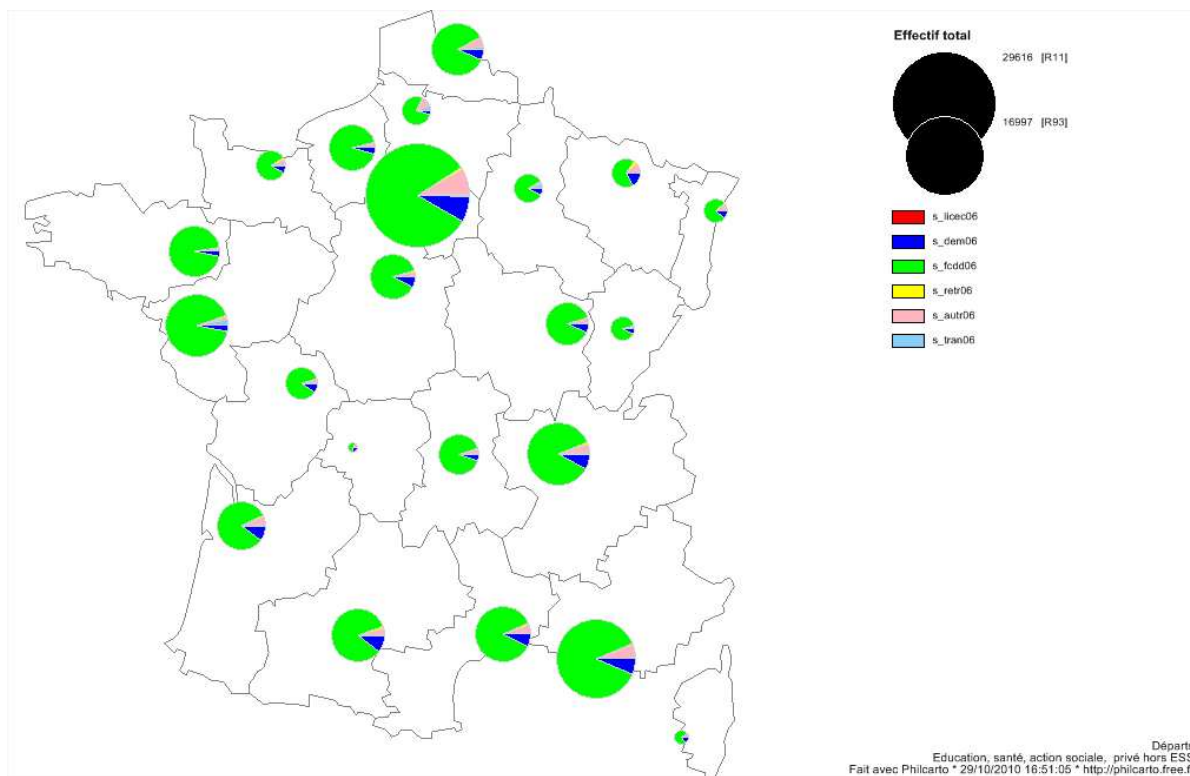 Effectif total
29616 [R11]
16997 [R93]
s_licec06
s_dem06
s_fcdd06
s_retr06
s_autr06
s_tran06
Départs
Education, santé, action sociale, privé hors ESS
Fait avec Philcarto * 29/10/2010 16:51:05 * http://philcarto.free.f